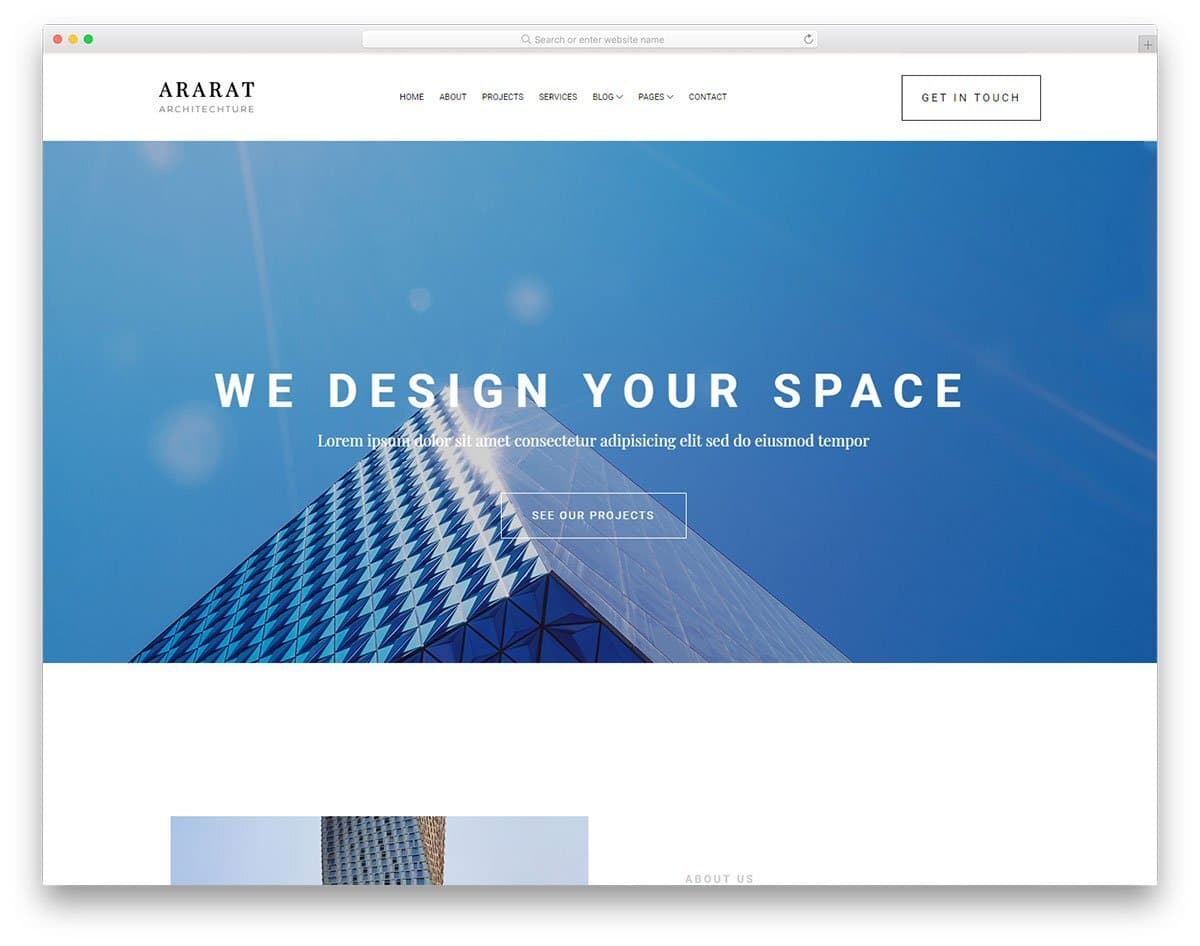 Search or enter website name
ARARAT
ARCHITECHTURE
HOME ABOUT PROJECTS SERVICES BLOG PAGES CONTACT
GET IN TOUCH
WE DESIGN YOUR SPACE
Lorem ipsum dolor sit amet consectetur adipisicing elit sed do eiusmod tempor
SEE OUR PROJECTS
ABOUT US